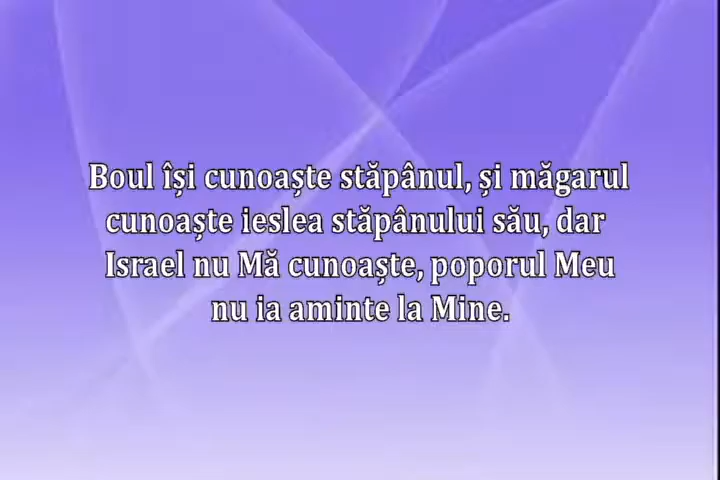 Boul își cunoaște stăpânul, și măgarul
cunoaște ieslea stăpânului său, dar
Israel nu Mă cunoaște, poporul Meu
nu ia aminte la Mine.